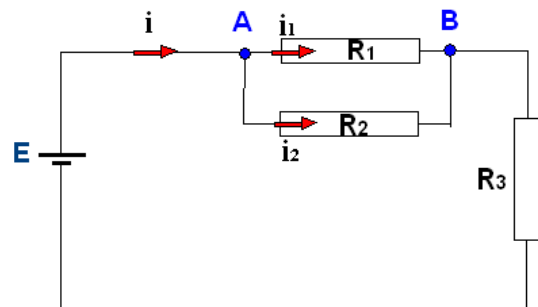 i A i₁ B
R₁
R₂
i₂
E
R₃